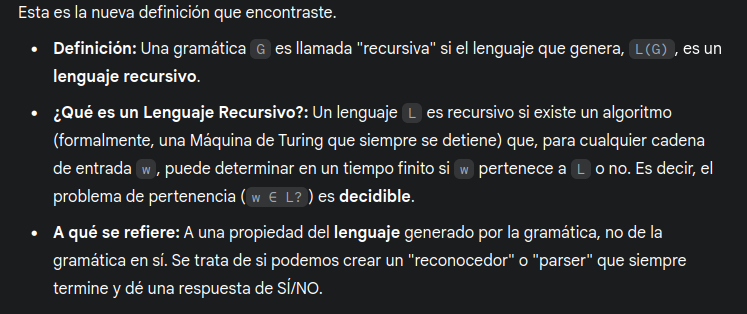 Esta es la nueva definición que encontraste.
• Definición: Una gramática G es llamada "recursiva" si el lenguaje que genera, L(G), es un
lenguaje recursivo.
• ¿Qué es un Lenguaje Recursivo?: Un lenguaje L es recursivo si existe un algoritmo
(formalmente, una Máquina de Turing que siempre se detiene) que, para cualquier cadena
de entrada w, puede determinar en un tiempo finito si w pertenece a L o no. Es decir, el
problema de pertenencia (w ∈ L?) es decidible.
• A qué se refiere: A una propiedad del lenguaje generado por la gramática, no de la
gramática en sí. Se trata de si podemos crear un "reconocedor" o "parser" que siempre
termine y dé una respuesta de SÍ/NO.